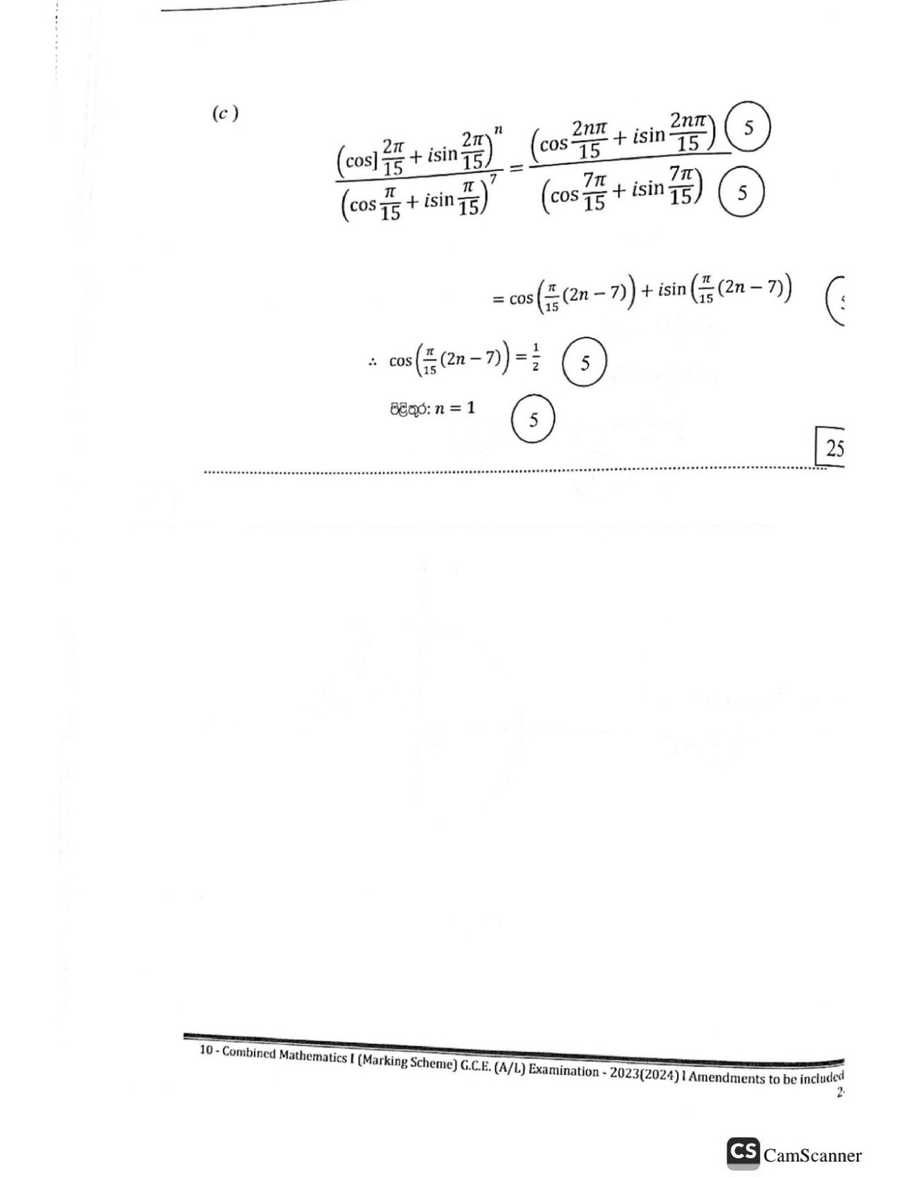 (c)
(cos] 2π/15 + isin 2π/15)^n / (cos π/15 + isin π/15)^7 = (cos 2nπ/15 + isin 2nπ/15) / (cos 7π/15 + isin 7π/15) 5 5
= cos(π/15 (2n − 7)) + isin(π/15 (2n − 7))
∴ cos(π/15 (2n − 7)) = 1/2 5
පිළිතුර: n = 1 5
25
10 - Combined Mathematics I (Marking Scheme) G.C.E. (A/L) Examination - 2023(2024) I Amendments to be included
2
CS CamScanner